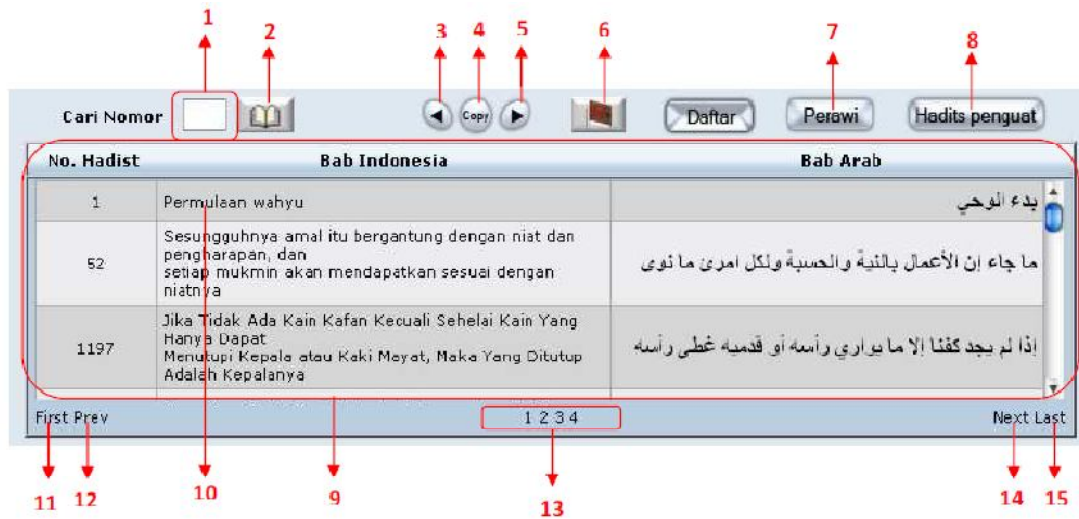 1 2 3 4 5 6 7 8
Cari Nomor Copy Daftar Perawi Hadits penguat
No. Hadist Bab Indonesia Bab Arab
1 Permulaan wahyu بدء الوحي
Sesungguhnya amal itu bergantung dengan niat dan
pengharapan, dan
setiap mukmin akan mendapatkan sesuai dengan
niatnya
52 ما جاء إن الأعمال بالنية والحسبة ولكل امرئ ما نوى
Jika Tidak Ada Kain Kafan Kecuali Sehelai Kain Yang
Hanya Dapat
Menutupi Kepala atau Kaki Mayat, Maka Yang Ditutup
Adalah Kepalanya
1197 إذا لم يجد كفنا إلا ما يواري رأسه أو قدميه غطى رأسه
First Prev 1 2 3 4 Next Last
11 12 10 9 13 14 15